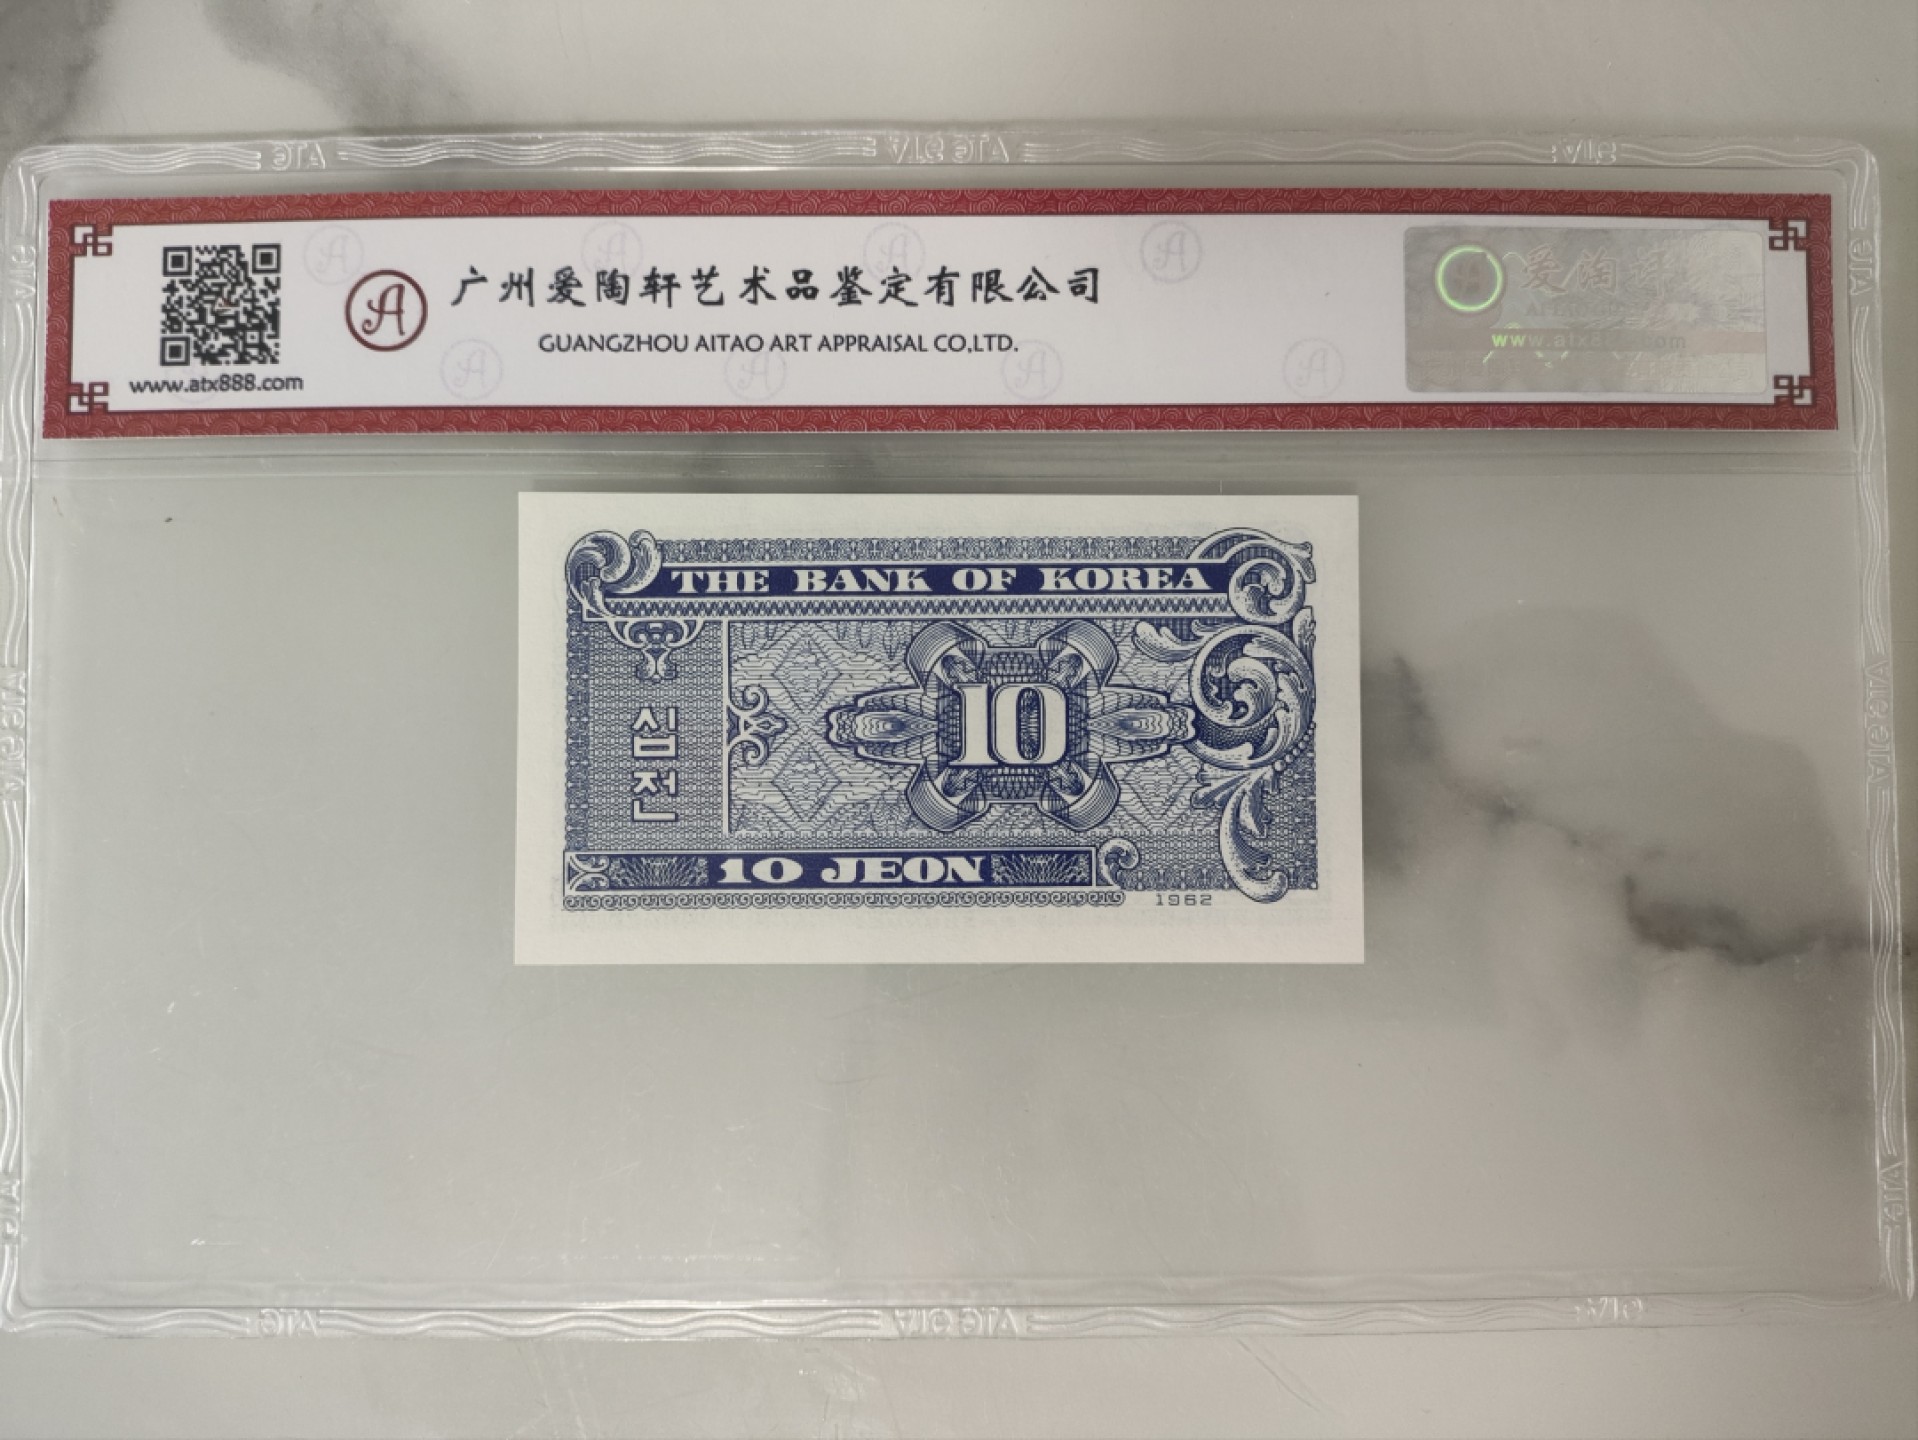 广州爱陶轩艺术品鉴定有限公司
GUANGZHOU AITAO ART APPRAISAL CO,LTD.
www.atx888.com
THE BANK OF KOREA
10
십전
10 JEON
1962